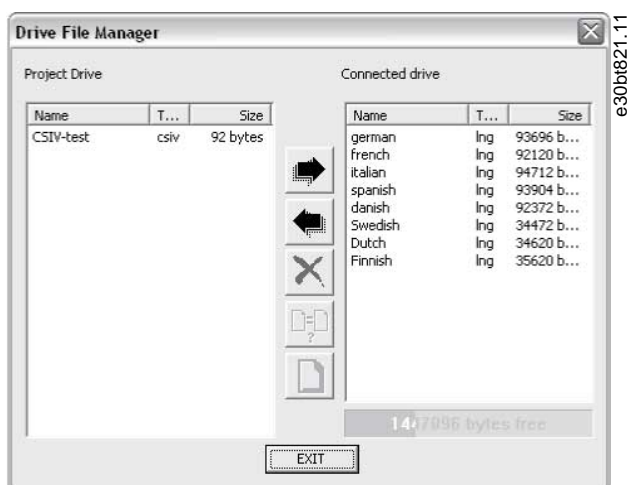 Drive File Manager
e30bt821.11
Project Drive
Connected drive
Name T... Size
CSIV-test csiv 92 bytes
Name T... Size
german lng 93696 b...
french lng 92120 b...
italian lng 94712 b...
spanish lng 93904 b...
danish lng 92372 b...
Swedish lng 34472 b...
Dutch lng 34620 b...
Finnish lng 35620 b...
?
bytes free
EXIT